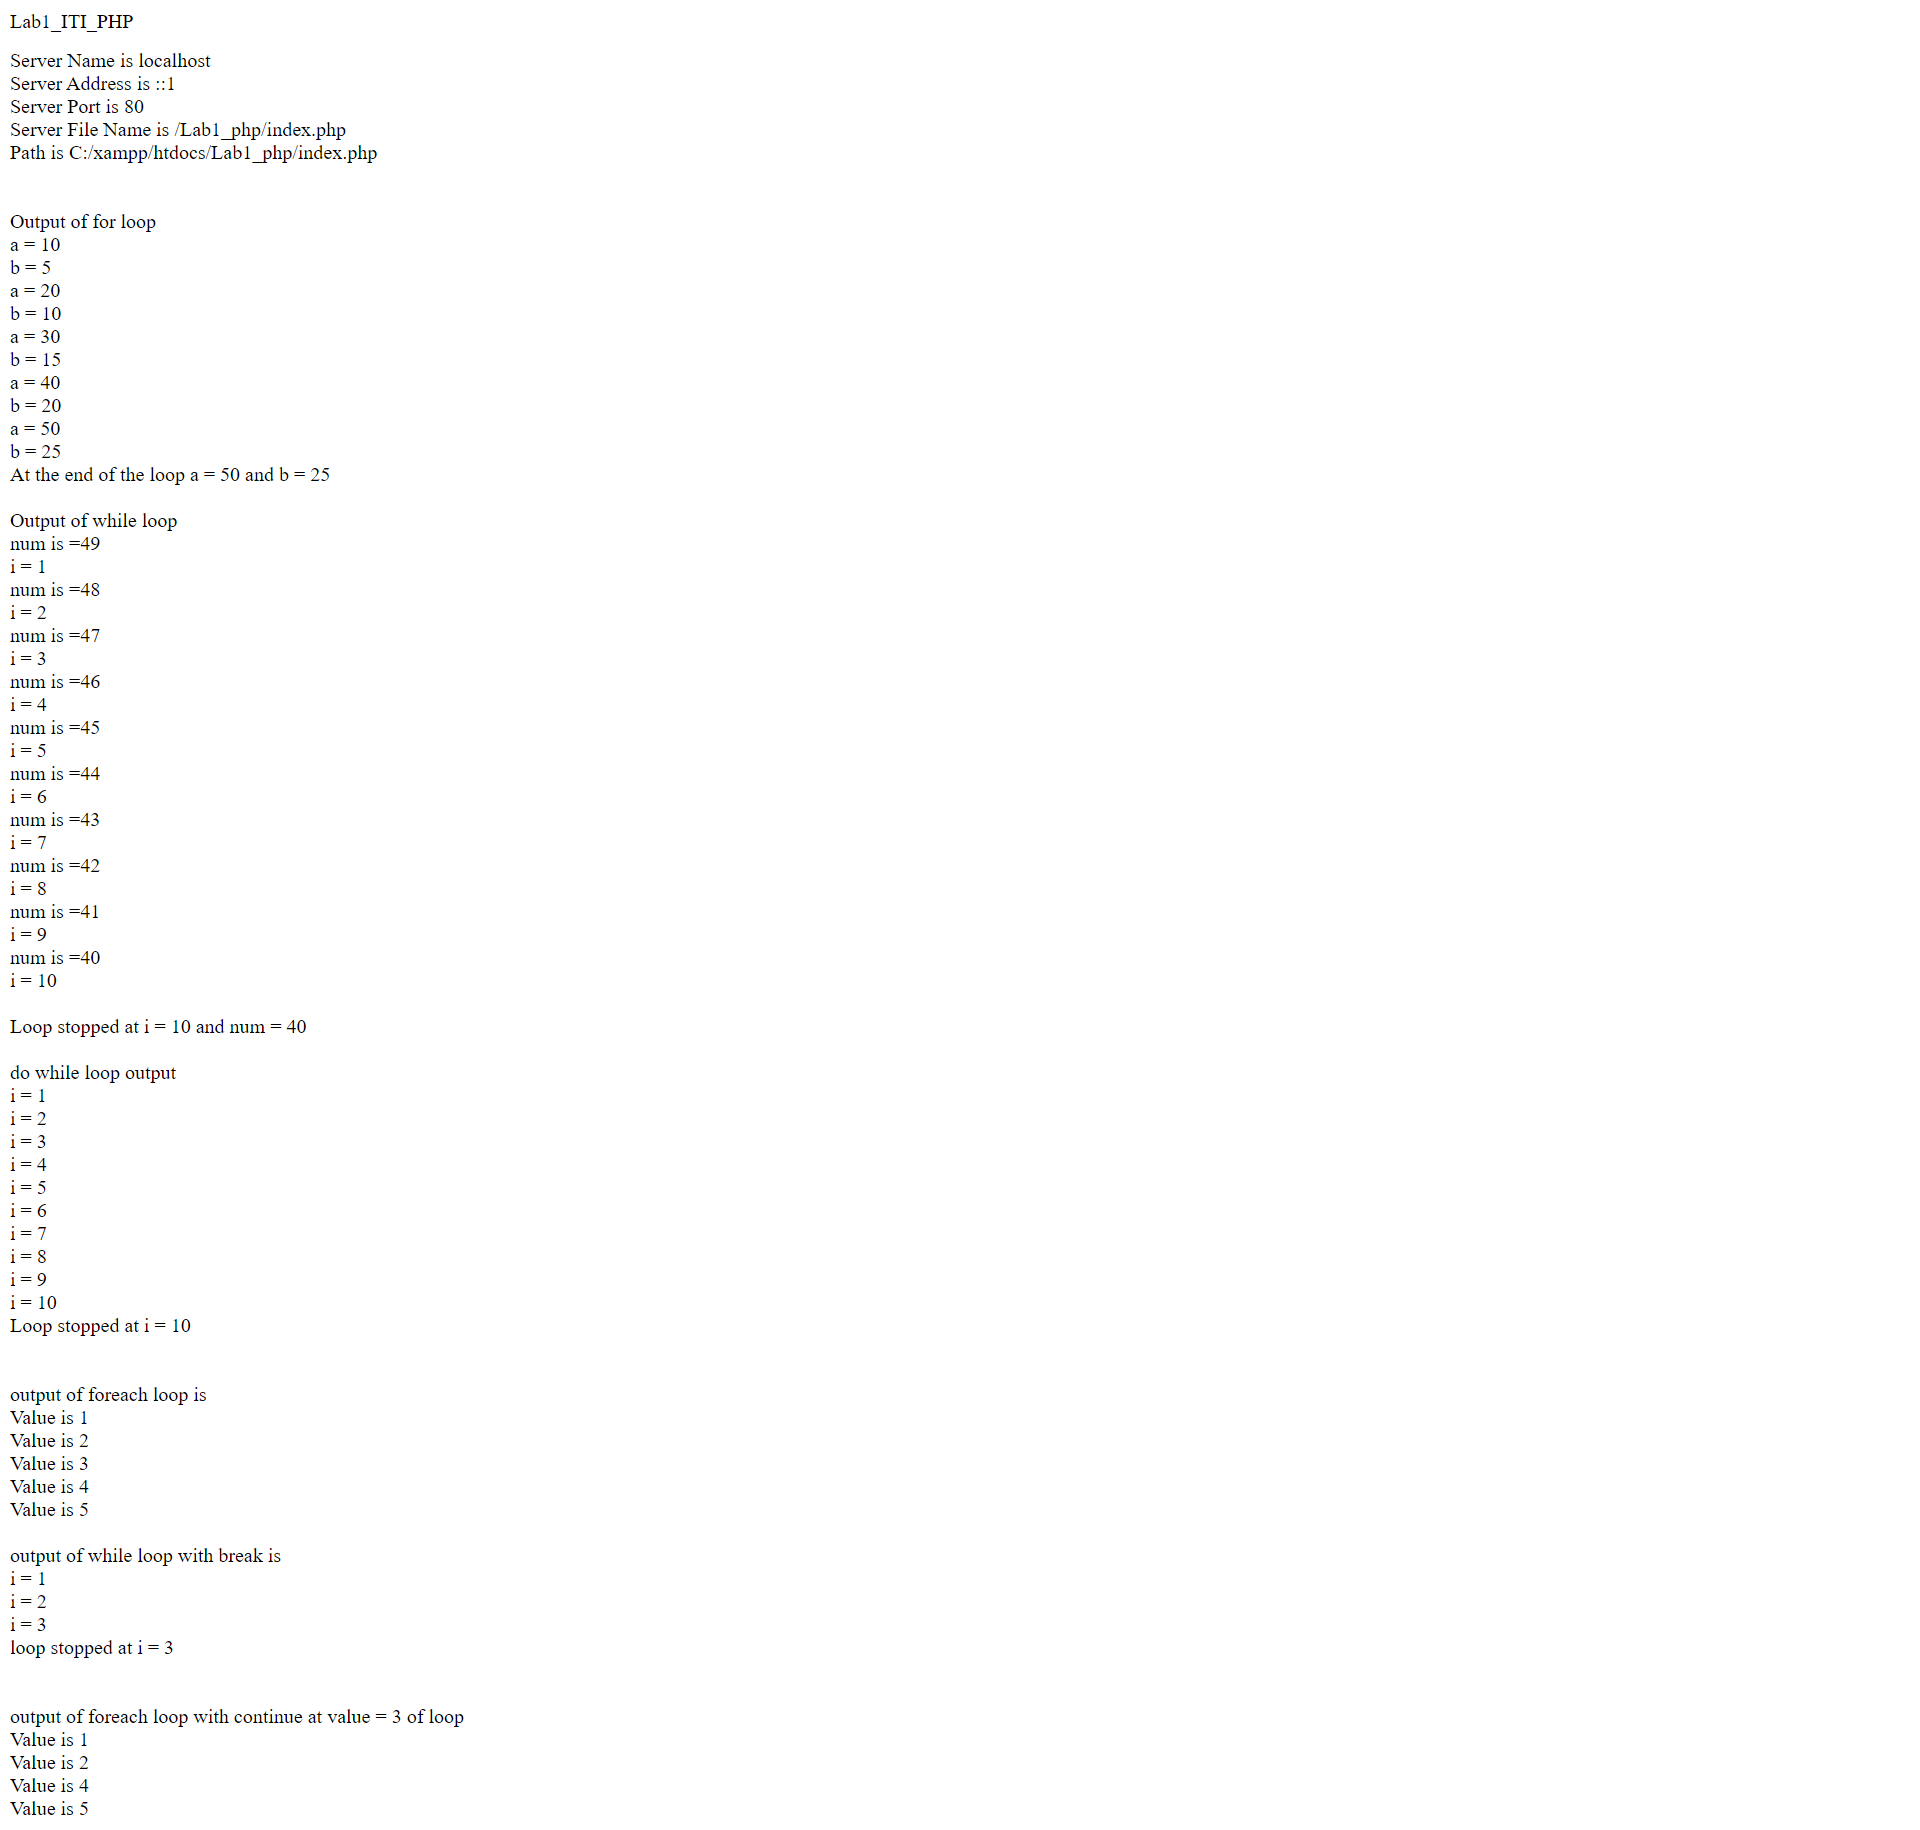 Lab1_ITI_PHP
Server Name is localhost
Server Address is ::1
Server Port is 80
Server File Name is /Lab1_php/index.php
Path is C:/xampp/htdocs/Lab1_php/index.php
Output of for loop
a = 10
b = 5
a = 20
b = 10
a = 30
b = 15
a = 40
b = 20
a = 50
b = 25
At the end of the loop a = 50 and b = 25
Output of while loop
num is =49
i = 1
num is =48
i = 2
num is =47
i = 3
num is =46
i = 4
num is =45
i = 5
num is =44
i = 6
num is =43
i = 7
num is =42
i = 8
num is =41
i = 9
num is =40
i = 10
Loop stopped at i = 10 and num = 40
do while loop output
i = 1
i = 2
i = 3
i = 4
i = 5
i = 6
i = 7
i = 8
i = 9
i = 10
Loop stopped at i = 10
output of foreach loop is
Value is 1
Value is 2
Value is 3
Value is 4
Value is 5
output of while loop with break is
i = 1
i = 2
i = 3
loop stopped at i = 3
output of foreach loop with continue at value = 3 of loop
Value is 1
Value is 2
Value is 4
Value is 5